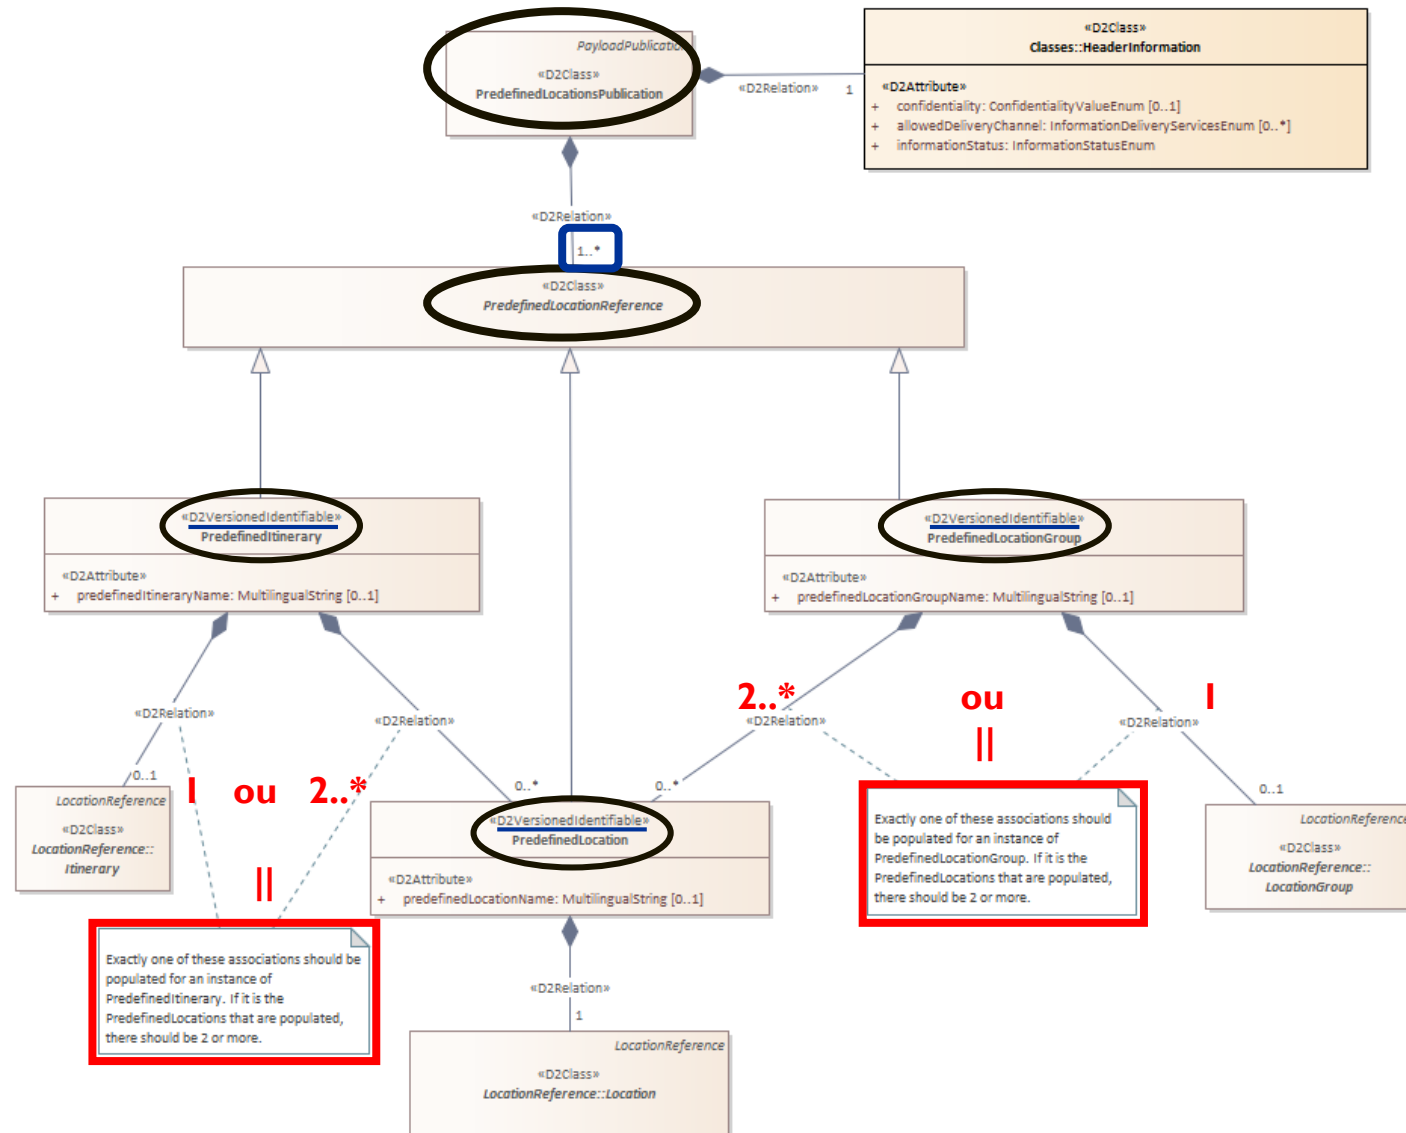 PayloadPublication
«D2Class»
PredefinedLocationsPublication
«D2Relation»
1
«D2Class»
Classes::HeaderInformation
«D2Attribute»
+ confidentiality: ConfidentialityValueEnum [0..1]
+ allowedDeliveryChannel: InformationDeliveryServicesEnum [0..*]
+ informationStatus: InformationStatusEnum
«D2Relation»
1..*
«D2Class»
PredefinedLocationReference
«D2VersionedIdentifiable»
PredefinedItinerary
«D2Attribute»
+ predefinedItineraryName: MultilingualString [0..1]
«D2VersionedIdentifiable»
PredefinedLocationGroup
«D2Attribute»
+ predefinedLocationGroupName: MultilingualString [0..1]
«D2Relation»
«D2Relation»
2..*
«D2Relation»
ou
||
1
«D2Relation»
0..1
1 ou 2..*
||
0..*
0..*
0..1
LocationReference
«D2Class»
LocationReference::
Itinerary
«D2VersionedIdentifiable»
PredefinedLocation
«D2Attribute»
+ predefinedLocationName: MultilingualString [0..1]
Exactly one of these associations should
be populated for an instance of
PredefinedLocationGroup. If it is the
PredefinedLocations that are populated,
there should be 2 or more.
LocationReference
«D2Class»
LocationReference::
LocationGroup
Exactly one of these associations should be
populated for an instance of
PredefinedItinerary. If it is the
PredefinedLocations that are populated,
there should be 2 or more.
«D2Relation»
1
LocationReference
«D2Class»
LocationReference::Location